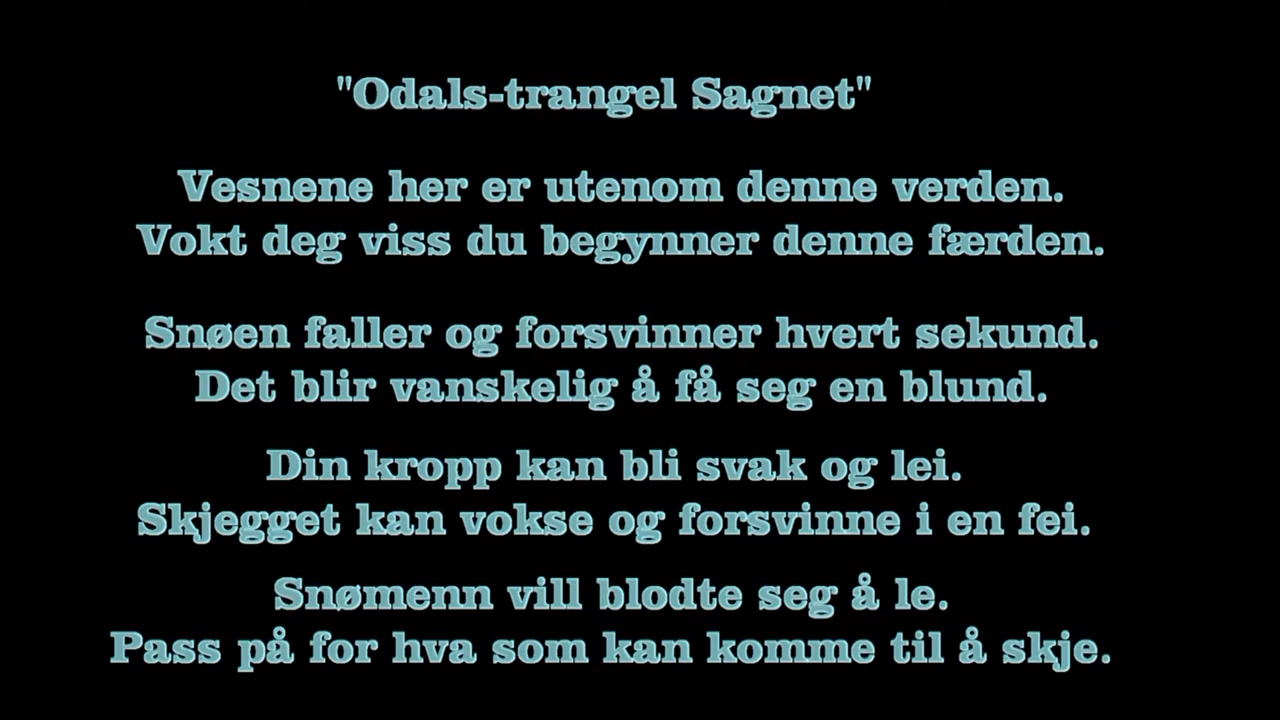 "Odals-trangel Sagnet"
Vesnene her er utenom denne verden.
Vokt deg viss du begynner denne færden.
Snøen faller og forsvinner hvert sekund.
Det blir vanskelig å få seg en blund.
Din kropp kan bli svak og lei.
Skjegget kan vokse og forsvinne i en fei.
Snømenn vill blodte seg å le.
Pass på for hva som kan komme til å skje.